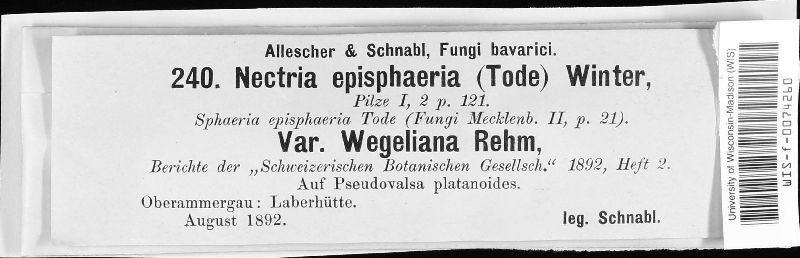 Allescher & Schnabl, Fungi bavarici.
240. Nectria episphaeria (Tode) Winter,
Pilze I, 2 p. 121.
Sphaeria episphaeria Tode (Fungi Mecklenb. II, p. 21).
Var. Wegeliana Rehm,
Berichte der „Schweizerischen Botanischen Gesellsch.“ 1892, Heft 2.
Auf Pseudovalsa platanoides.
Oberammergau: Laberhütte.
August 1892.
leg. Schnabl.
University of Wisconsin-Madison (WIS)
WIS-f-0074260